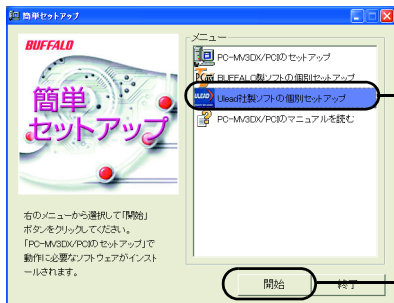 簡単セットアップ
BUFFALO
簡単
セットアップ
右のメニューから選択して「開始」
ボタンをクリックしてください。
「PC-MV3DX/PCIのセットアップ」で
動作に必要なソフトウェアがインスト
ールされます。
メニュー
PC-MV3DX/PCIのセットアップ
BUFFALO製ソフトの個別セットアップ
Ulead社製ソフトの個別セットアップ
PC-MV3DX/PCIのマニュアルを読む
開始
終了